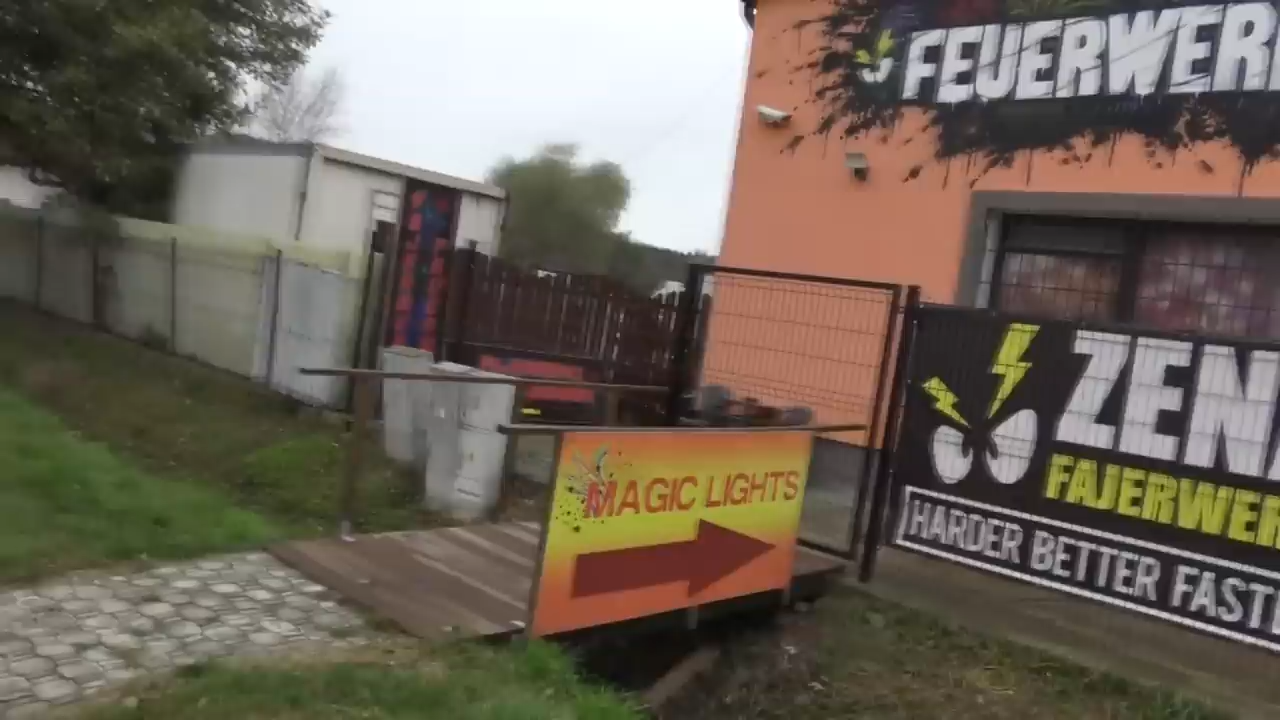 FEUERWER
MAGIC LIGHTS
ZEN
FAJERWER
HARDER BETTER FAST